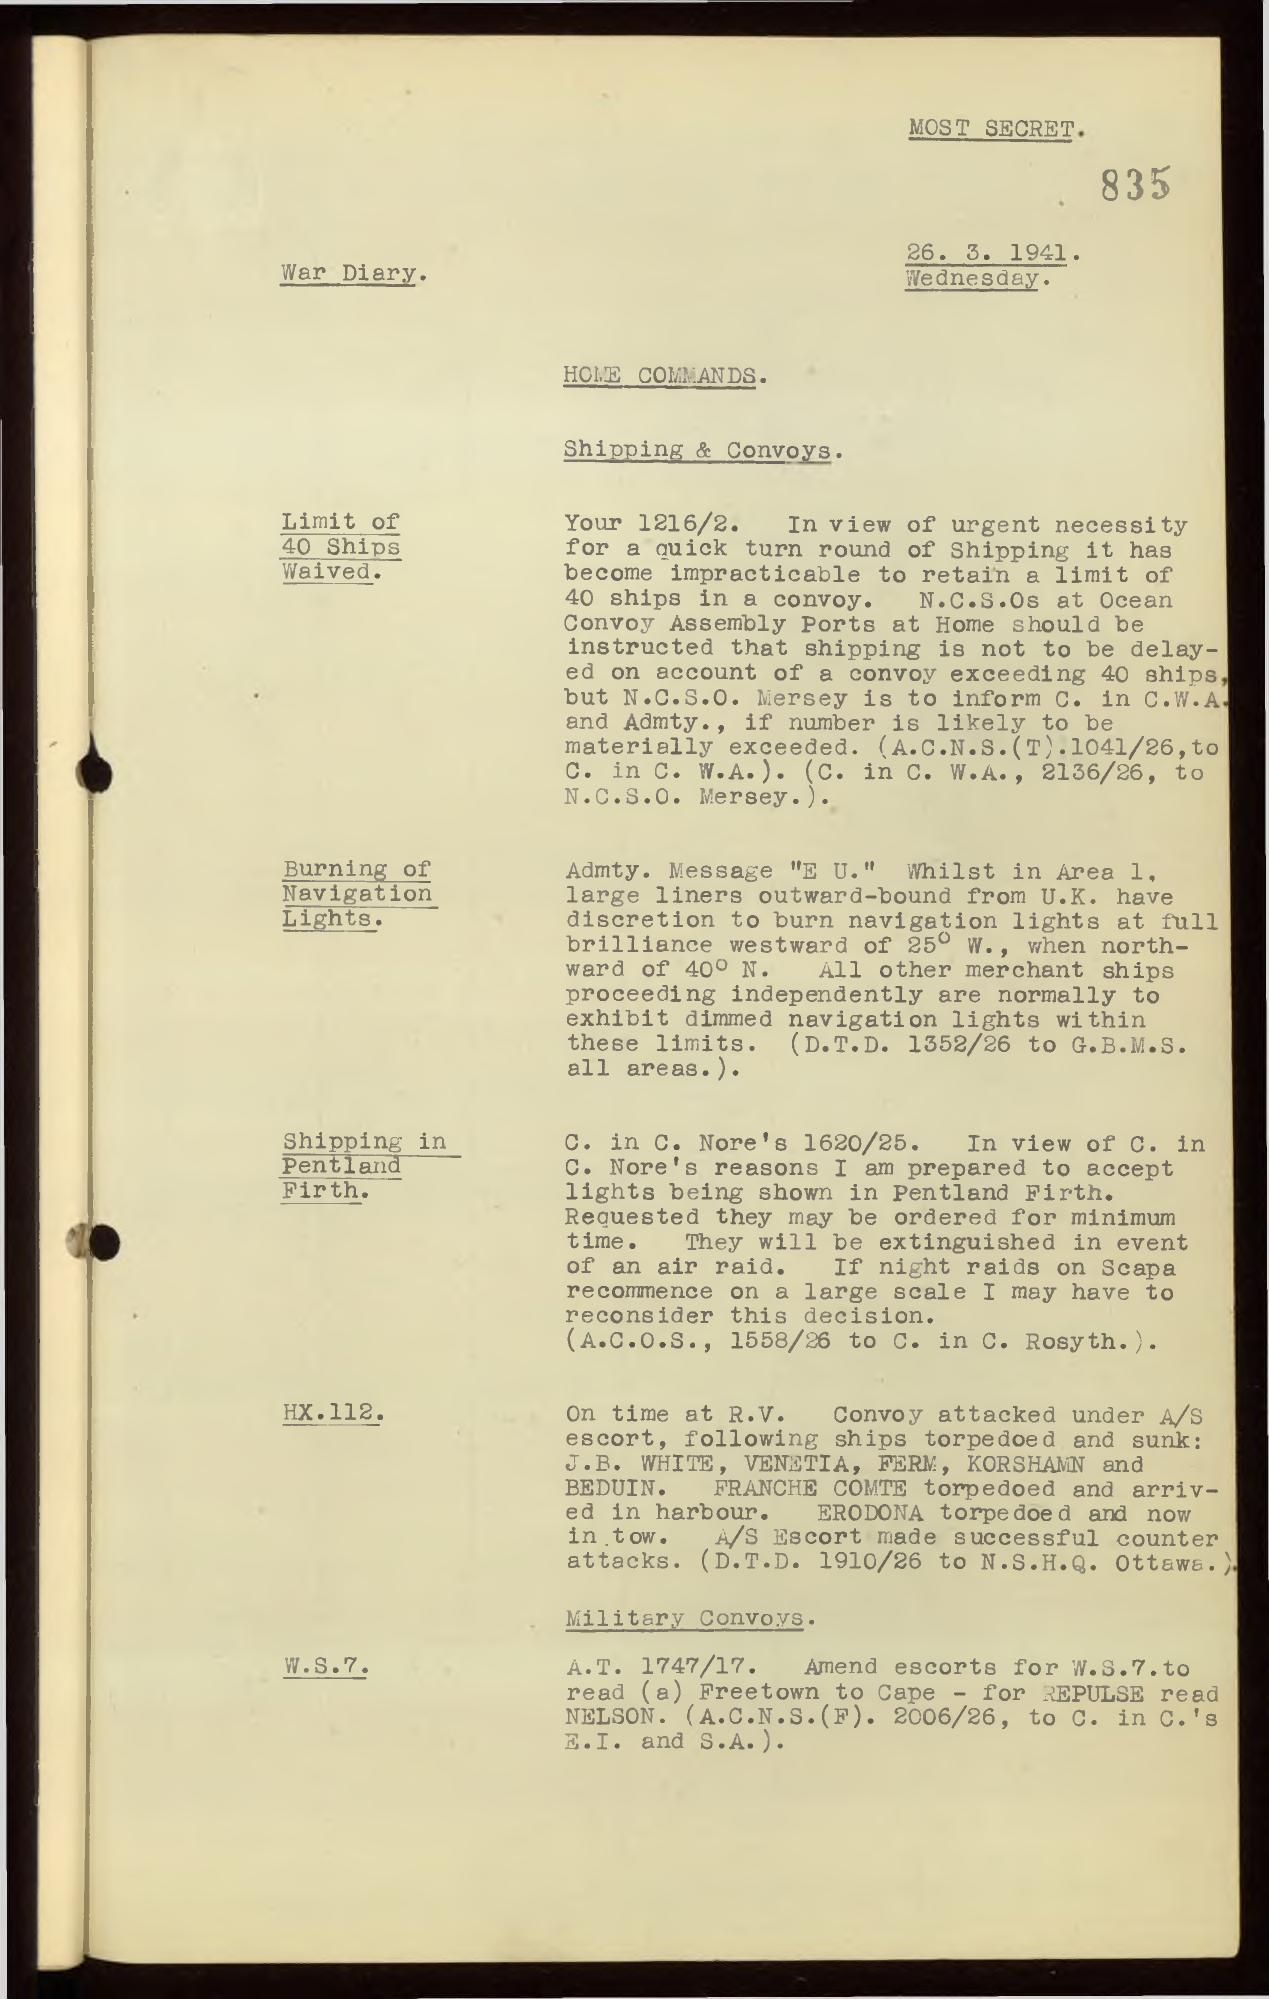 MOST SECRET.
835
26. 3. 1941.
War Diary.
Wednesday.
HOME COMMANDS.
Shipping & Convoys.
Limit of
40 Ships
Waived.
Your 1216/2. In view of urgent necessity
for a quick turn round of Shipping it has
become impracticable to retain a limit of
40 ships in a convoy. N.C.S.Os at Ocean
Convoy Assembly Ports at Home should be
instructed that shipping is not to be delay-
ed on account of a convoy exceeding 40 ships,
but N.C.S.O. Mersey is to inform C. in C.W.A.
and Admty., if number is likely to be
materially exceeded. (A.C.N.S.(T).1041/26,to
C. in C. W.A.). (C. in C. W.A., 2136/26, to
N.C.S.O. Mersey.).
Burning of
Navigation
Lights.
Admty. Message "E U." Whilst in Area 1,
large liners outward-bound from U.K. have
discretion to burn navigation lights at full
brilliance westward of 25° W., when north-
ward of 40° N. All other merchant ships
proceeding independently are normally to
exhibit dimmed navigation lights within
these limits. (D.T.D. 1352/26 to G.B.M.S.
all areas.).
Shipping in
Pentland
Firth.
C. in C. Nore's 1620/25. In view of C. in
C. Nore's reasons I am prepared to accept
lights being shown in Pentland Firth.
Requested they may be ordered for minimum
time. They will be extinguished in event
of an air raid. If night raids on Scapa
recommence on a large scale I may have to
reconsider this decision.
(A.C.O.S., 1558/26 to C. in C. Rosyth.).
HX.112.
On time at R.V. Convoy attacked under A/S
escort, following ships torpedoed and sunk:
J.B. WHITE, VENETIA, FERM, KORSHAMN and
BEDUIN. FRANCHE COMTE torpedoed and arriv-
ed in harbour. ERODONA torpedoed and now
in tow. A/S Escort made successful counter
attacks. (D.T.D. 1910/26 to N.S.H.Q. Ottawa.).
Military Convoys.
W.S.7.
A.T. 1747/17. Amend escorts for W.S.7.to
read (a) Freetown to Cape - for REPULSE read
NELSON. (A.C.N.S.(F). 2006/26, to C. in C.'s
E.I. and S.A.).